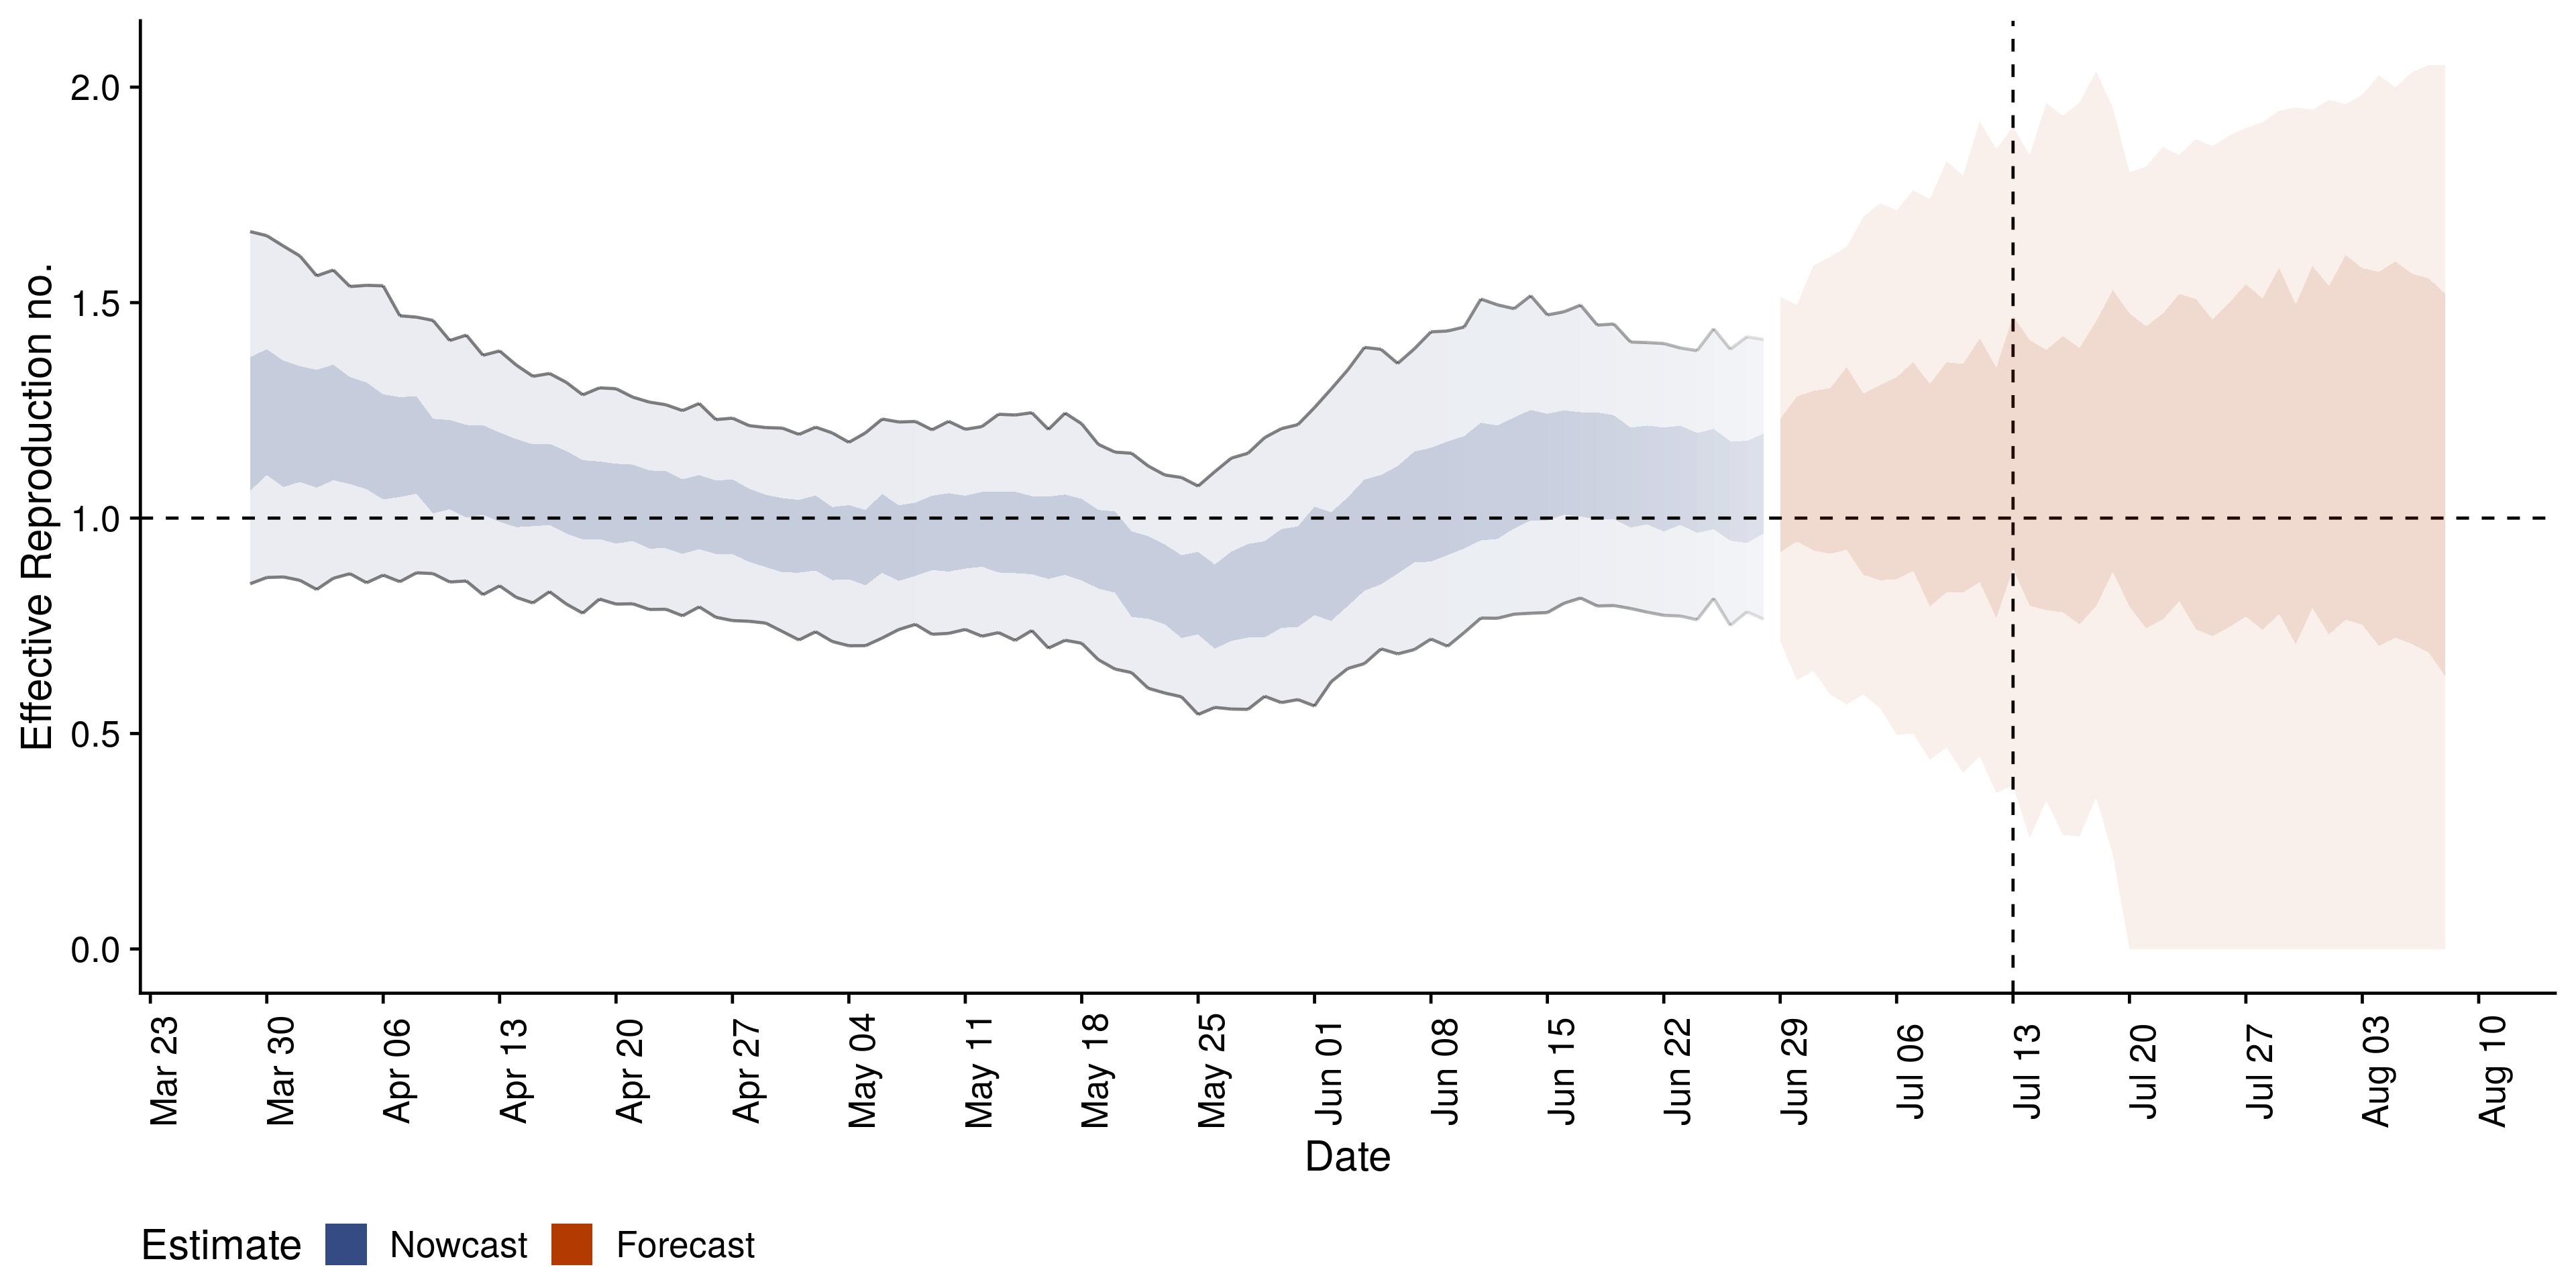 Effective Reproduction no.
2.0
1.5
1.0
0.5
0.0
Mar 23
Mar 30
Apr 06
Apr 13
Apr 20
Apr 27
May 04
May 11
May 18
May 25
Jun 01
Jun 08
Jun 15
Jun 22
Jun 29
Jul 06
Jul 13
Jul 20
Jul 27
Aug 03
Aug 10
Date
Estimate Nowcast Forecast